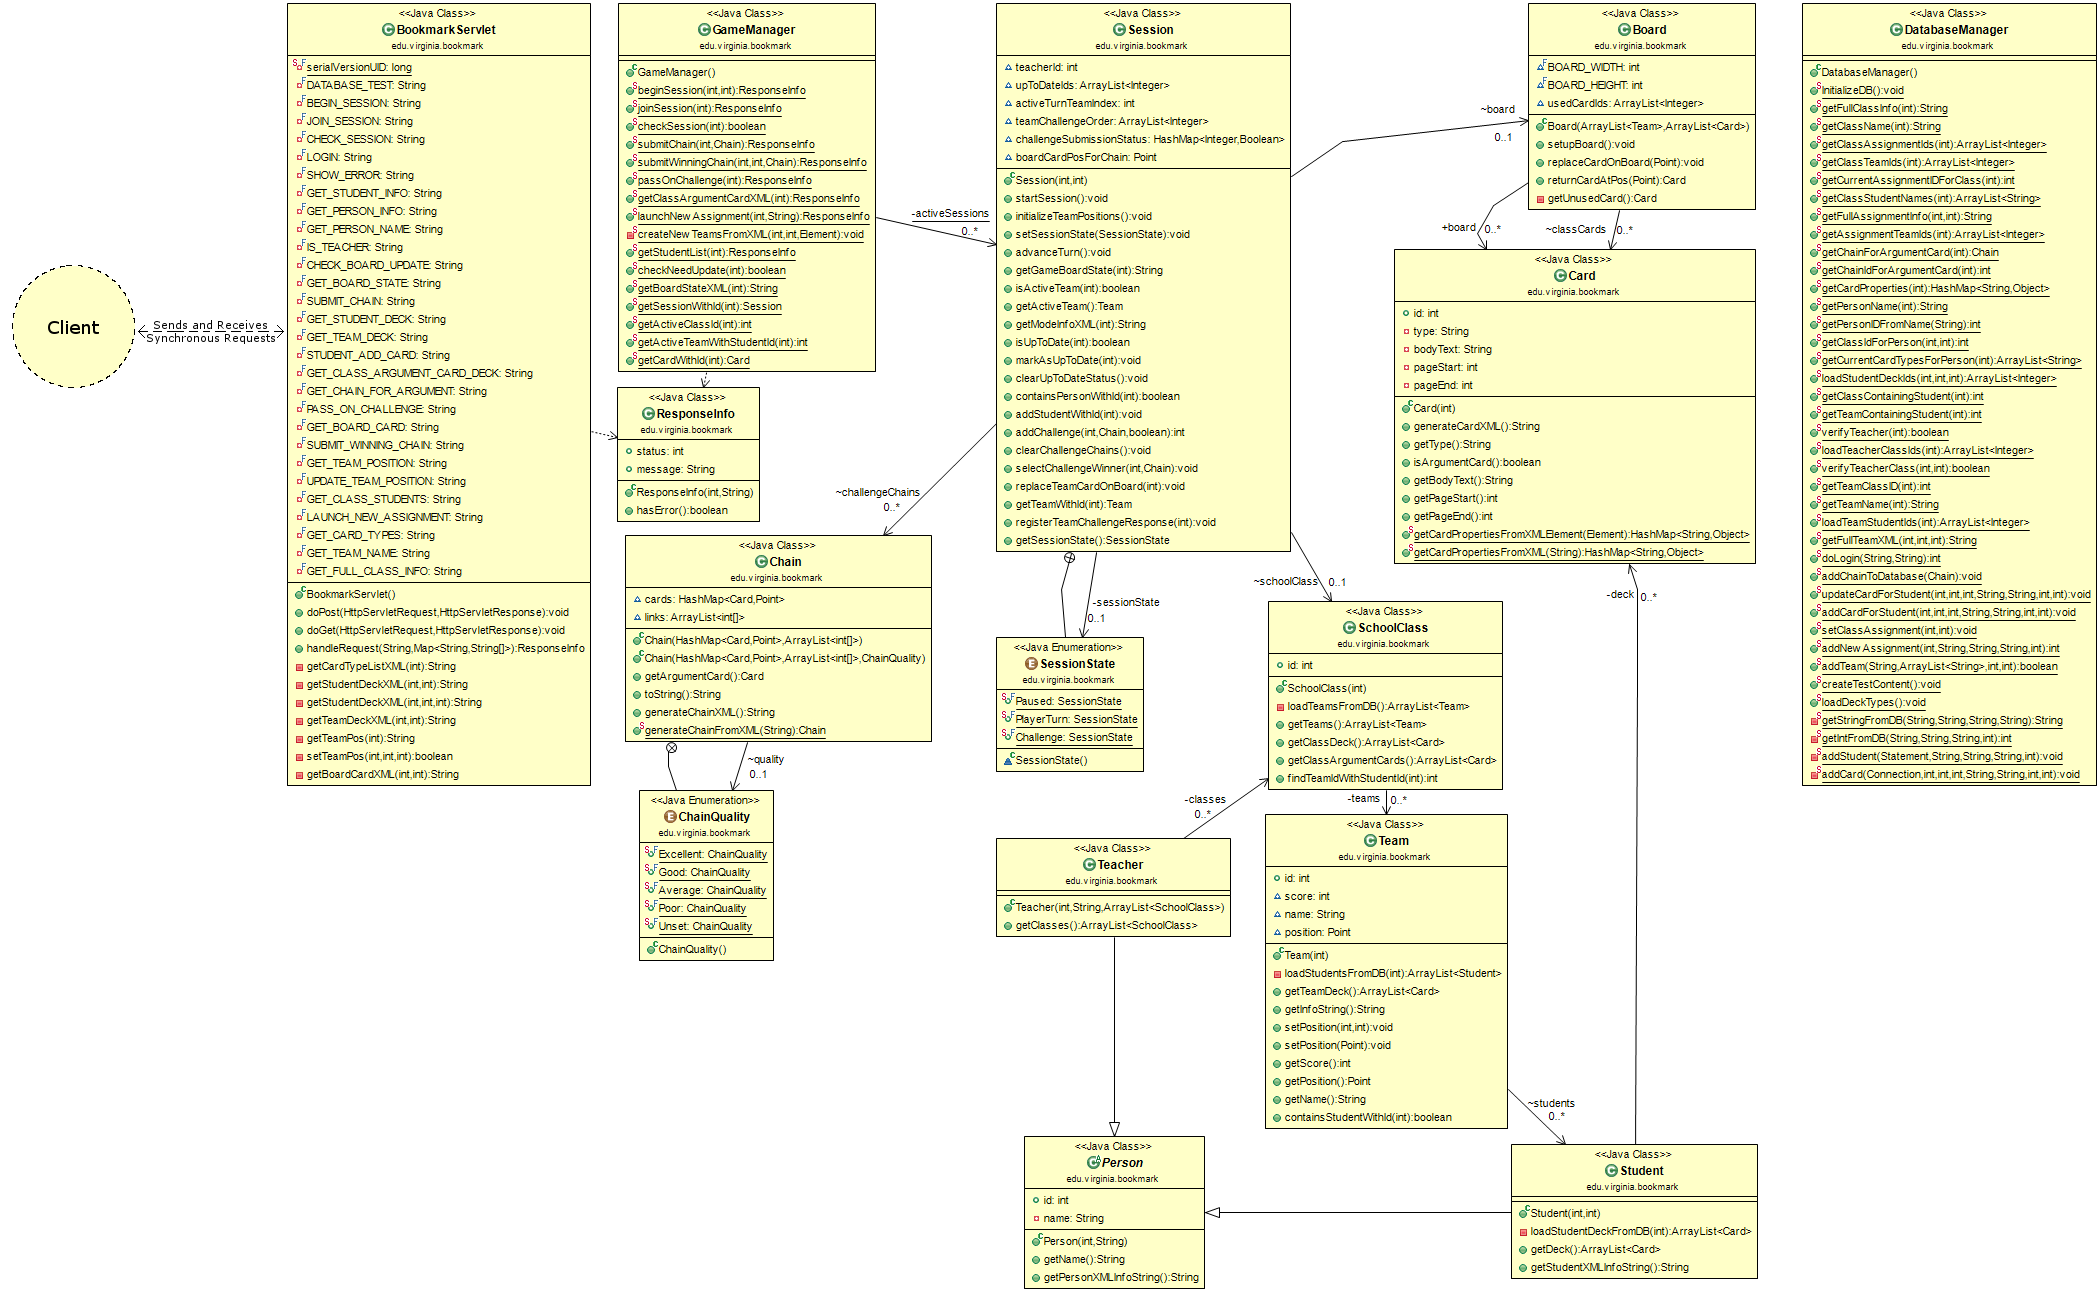 Client
Sends and Receives
Synchronous Requests
<<Java Class>>
BookmarkServlet
edu.virginia.bookmark
serialVersionUID: long
DATABASE_TEST: String
BEGIN_SESSION: String
JOIN_SESSION: String
CHECK_SESSION: String
LOGIN: String
SHOW_ERROR: String
GET_STUDENT_INFO: String
GET_PERSON_INFO: String
GET_PERSON_NAME: String
IS_TEACHER: String
CHECK_BOARD_UPDATE: String
GET_BOARD_STATE: String
SUBMIT_CHAIN: String
GET_STUDENT_DECK: String
GET_TEAM_DECK: String
STUDENT_ADD_CARD: String
GET_CLASS_ARGUMENT_CARD_DECK: String
GET_CHAIN_FOR_ARGUMENT: String
PASS_ON_CHALLENGE: String
GET_BOARD_CARD: String
SUBMIT_WINNING_CHAIN: String
GET_TEAM_POSITION: String
UPDATE_TEAM_POSITION: String
GET_CLASS_STUDENTS: String
LAUNCH_NEW_ASSIGNMENT: String
GET_CARD_TYPES: String
GET_TEAM_NAME: String
GET_FULL_CLASS_INFO: String
BookmarkServlet()
doPost(HttpServletRequest,HttpServletResponse):void
doGet(HttpServletRequest,HttpServletResponse):void
handleRequest(String,Map<String,String[]>):ResponseInfo
getCardTypeListXML(int):String
getStudentDeckXML(int,int):String
getStudentDeckXML(int,int,int):String
getTeamDeckXML(int,int):String
getTeamPos(int):String
setTeamPos(int,int,int):boolean
getBoardCardXML(int,int):String
<<Java Class>>
GameManager
edu.virginia.bookmark
GameManager()
beginSession(int,int):ResponseInfo
joinSession(int):ResponseInfo
checkSession(int):boolean
submitChain(int,Chain):ResponseInfo
submitWinningChain(int,int,Chain):ResponseInfo
passOnChallenge(int):ResponseInfo
getClassArgumentCardXML(int):ResponseInfo
launchNewAssignment(int,String):ResponseInfo
createNewTeamsFromXML(int,int,Element):void
getStudentList(int):ResponseInfo
checkNeedUpdate(int):boolean
getBoardStateXML(int):String
getSessionWithId(int):Session
getActiveClassId(int):int
getActiveTeamWithStudentId(int):int
getCardWithId(int):Card
-activeSessions
0..*
<<Java Class>>
ResponseInfo
edu.virginia.bookmark
status: int
message: String
ResponseInfo(int,String)
hasError():boolean
~challengeChains
0..*
<<Java Class>>
Chain
edu.virginia.bookmark
cards: HashMap<Card,Point>
links: ArrayList<int[]>
Chain(HashMap<Card,Point>,ArrayList<int[]>)
Chain(HashMap<Card,Point>,ArrayList<int[]>,ChainQuality)
getArgumentCard():Card
toString():String
generateChainXML():String
generateChainFromXML(String):Chain
~quality
0..1
<<Java Enumeration>>
ChainQuality
edu.virginia.bookmark
Excellent: ChainQuality
Good: ChainQuality
Average: ChainQuality
Poor: ChainQuality
Unset: ChainQuality
ChainQuality()
<<Java Class>>
Session
edu.virginia.bookmark
teacherId: int
upToDateIds: ArrayList<Integer>
activeTurnTeamIndex: int
teamChallengeOrder: ArrayList<Integer>
challengeSubmissionStatus: HashMap<Integer,Boolean>
boardCardPosForChain: Point
Session(int,int)
startSession():void
initializeTeamPositions():void
setSessionState(SessionState):void
advanceTurn():void
getGameBoardState(int):String
isActiveTeam(int):boolean
getActiveTeam():Team
getModeInfoXML(int):String
isUpToDate(int):boolean
markAsUpToDate(int):void
clearUpToDateStatus():void
containsPersonWithId(int):boolean
addStudentWithId(int):void
addChallenge(int,Chain,boolean):int
clearChallengeChains():void
selectChallengeWinner(int,Chain):void
replaceTeamCardOnBoard(int):void
getTeamWithId(int):Team
registerTeamChallengeResponse(int):void
getSessionState():SessionState
-sessionState
0..1
<<Java Enumeration>>
SessionState
edu.virginia.bookmark
Paused: SessionState
PlayerTurn: SessionState
Challenge: SessionState
SessionState()
~schoolClass
0..1
<<Java Class>>
SchoolClass
edu.virginia.bookmark
id: int
SchoolClass(int)
loadTeamsFromDB():ArrayList<Team>
getTeams():ArrayList<Team>
getClassDeck():ArrayList<Card>
getClassArgumentCards():ArrayList<Card>
findTeamIdWithStudentId(int):int
-classes
0..*
-teams
0..*
<<Java Class>>
Teacher
edu.virginia.bookmark
Teacher(int,String,ArrayList<SchoolClass>)
getClasses():ArrayList<SchoolClass>
<<Java Class>>
Team
edu.virginia.bookmark
id: int
score: int
name: String
position: Point
Team(int)
loadStudentsFromDB(int):ArrayList<Student>
getTeamDeck():ArrayList<Card>
getInfoString():String
setPosition(int,int):void
setPosition(Point):void
getScore():int
getPosition():Point
getName():String
containsStudentWithId(int):boolean
~students
0..*
<<Java Class>>
Person
edu.virginia.bookmark
id: int
name: String
Person(int,String)
getName():String
getPersonXMLInfoString():String
<<Java Class>>
Student
edu.virginia.bookmark
Student(int,int)
loadStudentDeckFromDB(int):ArrayList<Card>
getDeck():ArrayList<Card>
getStudentXMLInfoString():String
-deck
0..*
~board
0..1
<<Java Class>>
Board
edu.virginia.bookmark
BOARD_WIDTH: int
BOARD_HEIGHT: int
usedCardIds: ArrayList<Integer>
Board(ArrayList<Team>,ArrayList<Card>)
setupBoard():void
replaceCardOnBoard(Point):void
returnCardAtPos(Point):Card
getUnusedCard():Card
+board
0..*
~classCards
0..*
<<Java Class>>
Card
edu.virginia.bookmark
id: int
type: String
bodyText: String
pageStart: int
pageEnd: int
Card(int)
generateCardXML():String
getType():String
isArgumentCard():boolean
getBodyText():String
getPageStart():int
getPageEnd():int
getCardPropertiesFromXMLElement(Element):HashMap<String,Object>
getCardPropertiesFromXML(String):HashMap<String,Object>
<<Java Class>>
DatabaseManager
edu.virginia.bookmark
DatabaseManager()
InitializeDB():void
getFullClassInfo(int):String
getClassName(int):String
getClassAssignmentIds(int):ArrayList<Integer>
getClassTeamIds(int):ArrayList<Integer>
getCurrentAssignmentIDForClass(int):int
getClassStudentNames(int):ArrayList<String>
getFullAssignmentInfo(int,int):String
getAssignmentTeamIds(int):ArrayList<Integer>
getChainForArgumentCard(int):Chain
getChainIdForArgumentCard(int):int
getCardProperties(int):HashMap<String,Object>
getPersonName(int):String
getPersonIDFromName(String):int
getClassIdForPerson(int,int):int
getCurrentCardTypesForPerson(int):ArrayList<String>
loadStudentDeckIds(int,int,int):ArrayList<Integer>
getClassContainingStudent(int):int
getTeamContainingStudent(int):int
verifyTeacher(int):boolean
loadTeacherClassIds(int):ArrayList<Integer>
verifyTeacherClass(int,int):boolean
getTeamClassID(int):int
getTeamName(int):String
loadTeamStudentIds(int):ArrayList<Integer>
getFullTeamXML(int,int,int):String
doLogin(String,String):int
addChainToDatabase(Chain):void
updateCardForStudent(int,int,int,String,String,int,int):void
addCardForStudent(int,int,String,String,int,int):void
setClassAssignment(int,int):void
addNewAssignment(int,String,String,String,int):int
addTeam(String,ArrayList<String>,int,int):boolean
createTestContent():void
loadDeckTypes():void
getStringFromDB(String,String,String,String):String
getIntFromDB(String,String,String,int):int
addStudent(Statement,String,String,String,int):void
addCard(Connection,int,int,int,String,String,int,int):void